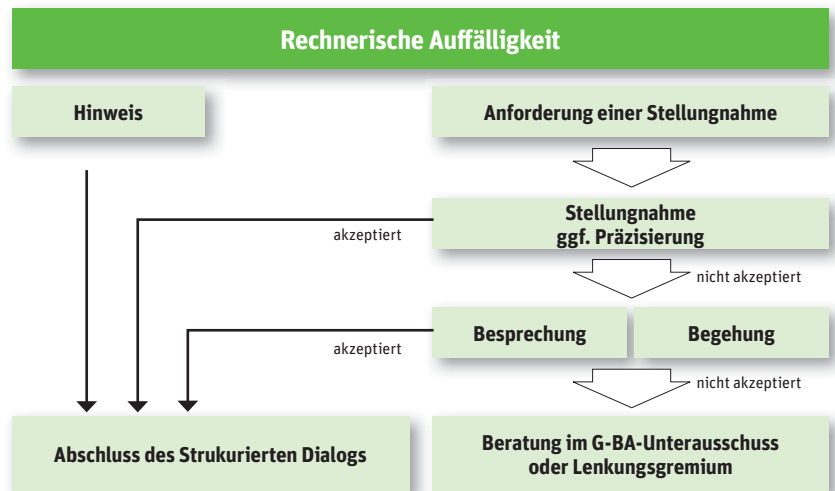 Rechnerische Auffälligkeit
Hinweis
Anforderung einer Stellungnahme
Stellungnahme
ggf. Präzisierung
akzeptiert
nicht akzeptiert
Besprechung
Begehung
akzeptiert
nicht akzeptiert
Abschluss des Strukurierten Dialogs
Beratung im G-BA-Unterausschuss
oder Lenkungsgremium